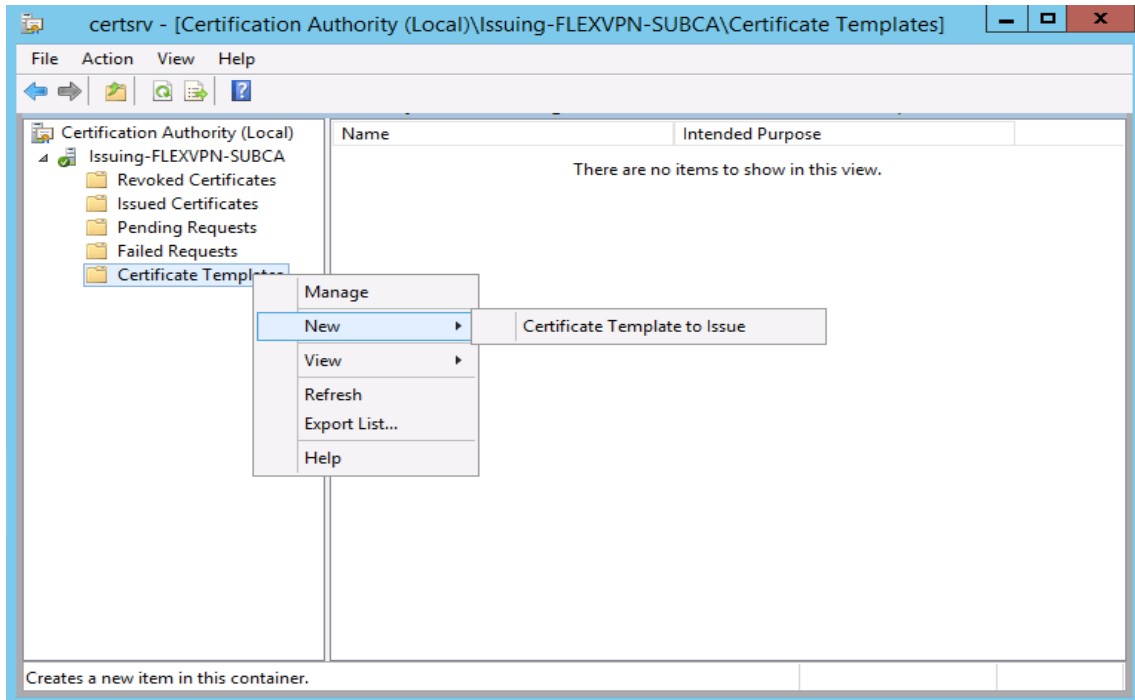 certsrv - [Certification Authority (Local)\Issuing-FLEXVPN-SUBCA\Certificate Templates]
File Action View Help
Certification Authority (Local)
Issuing-FLEXVPN-SUBCA
Revoked Certificates
Issued Certificates
Pending Requests
Failed Requests
Certificate Templates
Name Intended Purpose
There are no items to show in this view.
Manage
New
Certificate Template to Issue
View
Refresh
Export List...
Help
Creates a new item in this container.